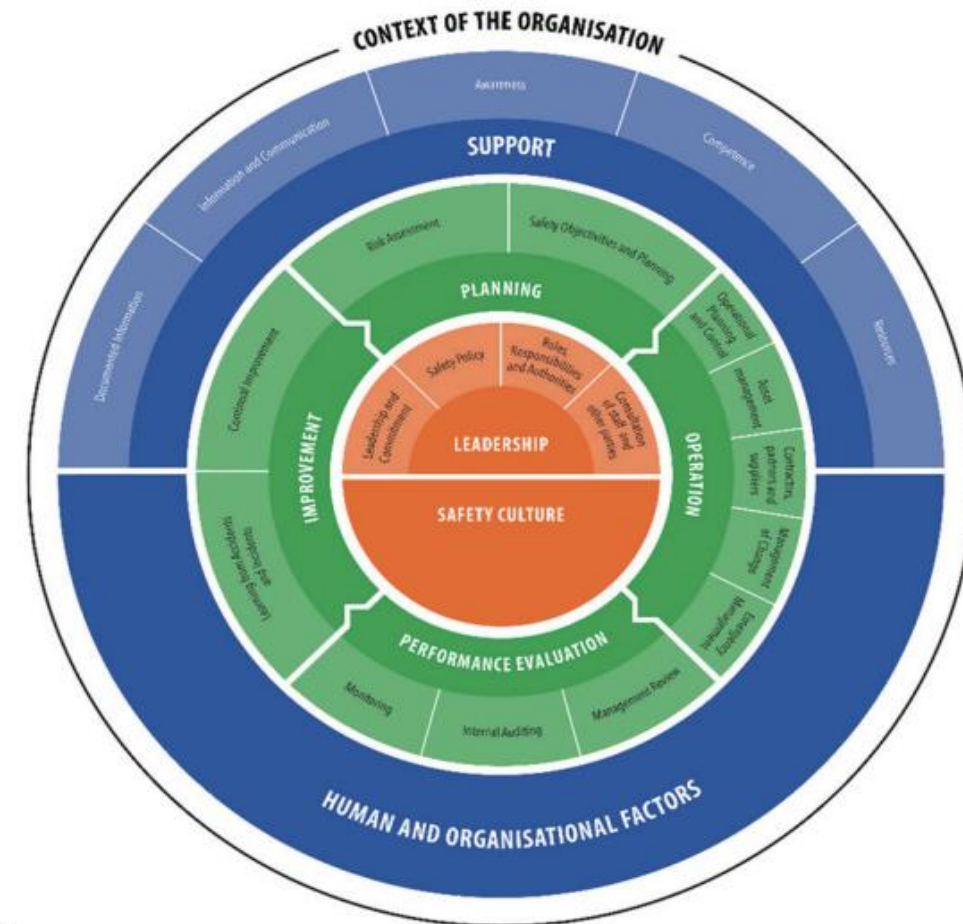 CONTEXT OF THE ORGANISATION
Awareness
Information and Communication
Competence
SUPPORT
Documented Information
Resources
Risk Assessment
Safety Objectivities and Planning
PLANNING
Operational
Planning
and Control
Asset
management
Contractors,
partners and
suppliers
Management
of Change
Emergency
Management
OPERATION
Continual Improvement
Learning from Accidents
and Incidents
IMPROVEMENT
Leadership and
Commitment
Safety Policy
Roles,
Responsibilities
and Authorities
Consultation
of staff and
other parties
LEADERSHIP
SAFETY CULTURE
PERFORMANCE EVALUATION
Monitoring
Internal Auditing
Management Review
HUMAN AND ORGANISATIONAL FACTORS